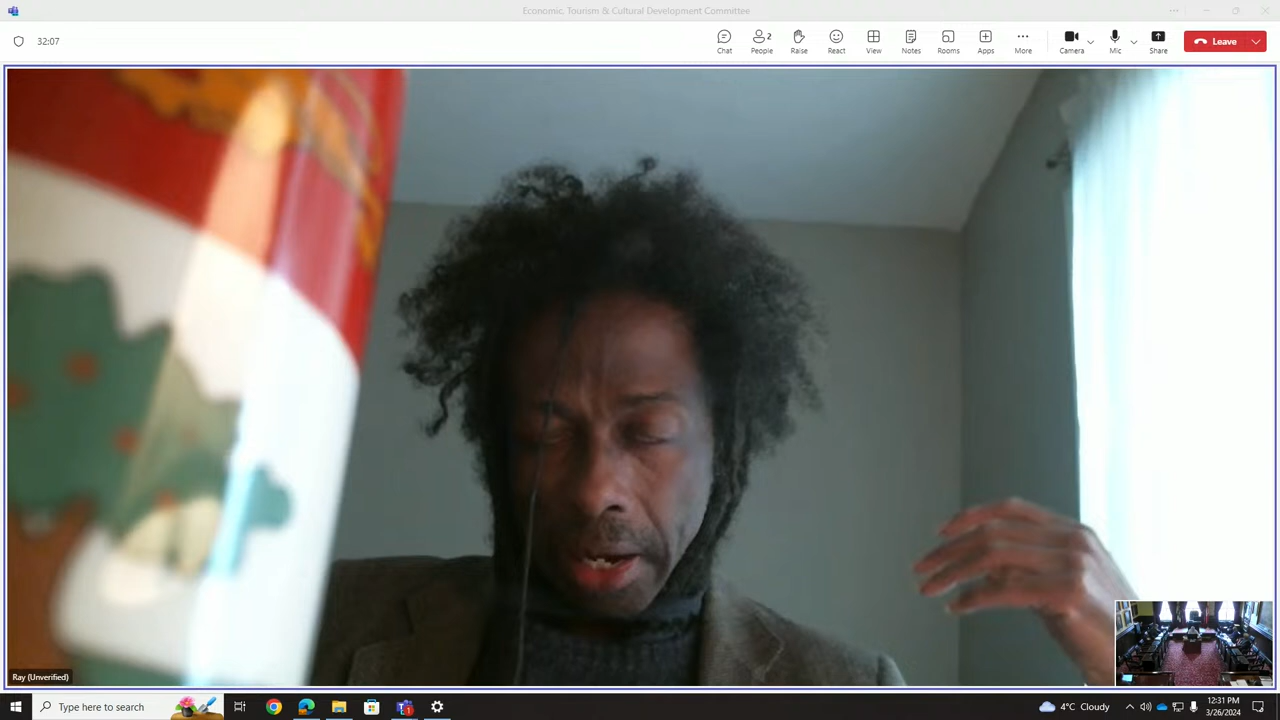 Economic, Tourism & Cultural Development Committee
32:07
Chat
People
2
Raise
React
View
Notes
Rooms
Apps
More
Camera
Mic
Share
Leave
Ray (Unverified)
Type here to search
1
4°C Cloudy
12:31 PM
3/26/2024